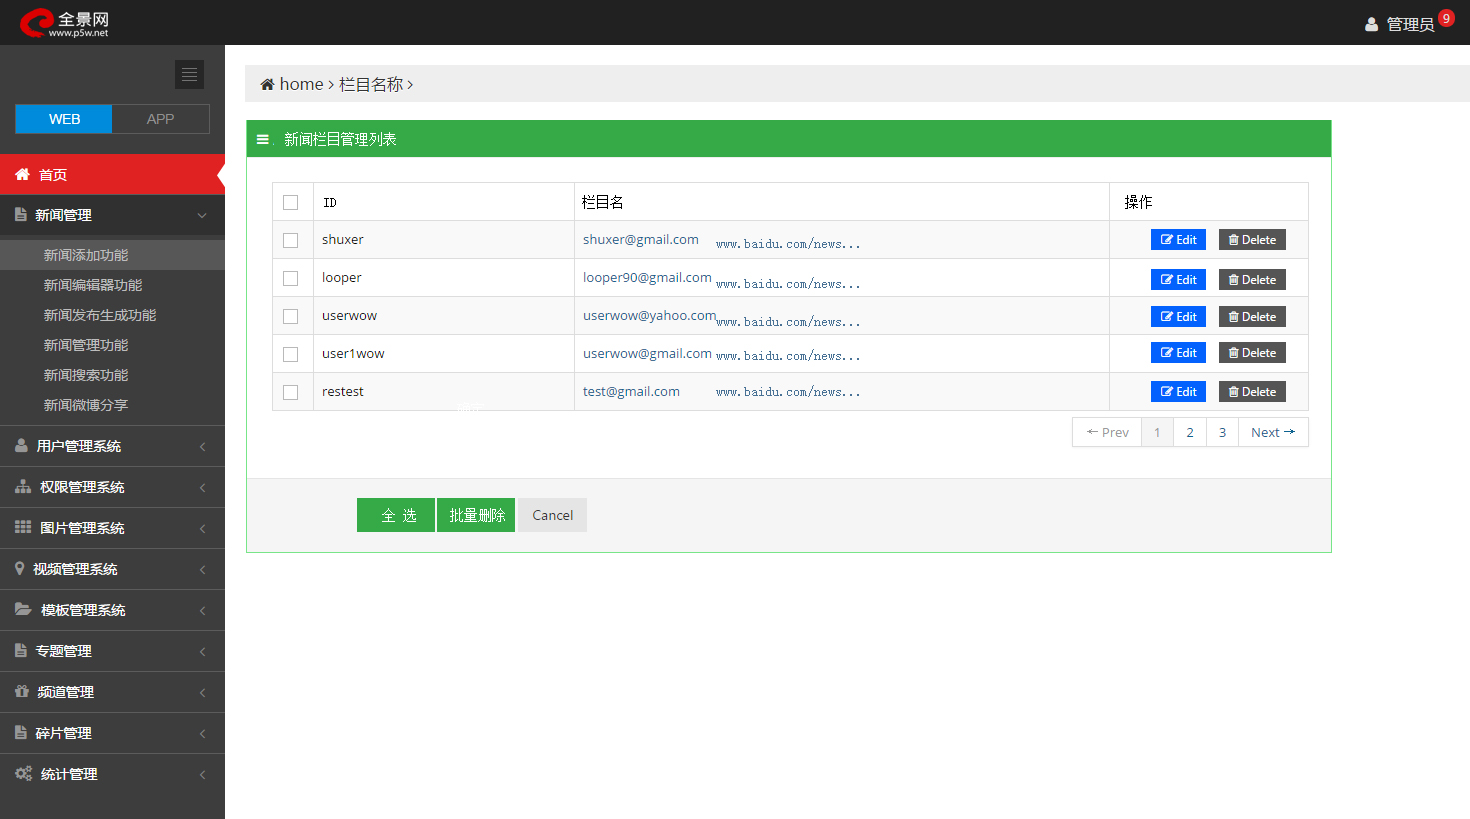 全景网
www.p5w.net
管理员 9
WEB APP
首页
新闻管理
新闻添加功能
新闻编辑器功能
新闻发布生成功能
新闻管理功能
新闻搜索功能
新闻微博分享
用户管理系统
权限管理系统
图片管理系统
视频管理系统
模板管理系统
专题管理
频道管理
碎片管理
统计管理
home > 栏目名称 >
新闻栏目管理列表
ID 栏目名 操作
shuxer shuxer@gmail.com www.baidu.com/news... Edit Delete
looper looper90@gmail.com www.baidu.com/news... Edit Delete
userwow userwow@yahoo.com www.baidu.com/news... Edit Delete
user1wow userwow@gmail.com www.baidu.com/news... Edit Delete
restest test@gmail.com www.baidu.com/news... Edit Delete
← Prev 1 2 3 Next →
全 选 批量删除 Cancel